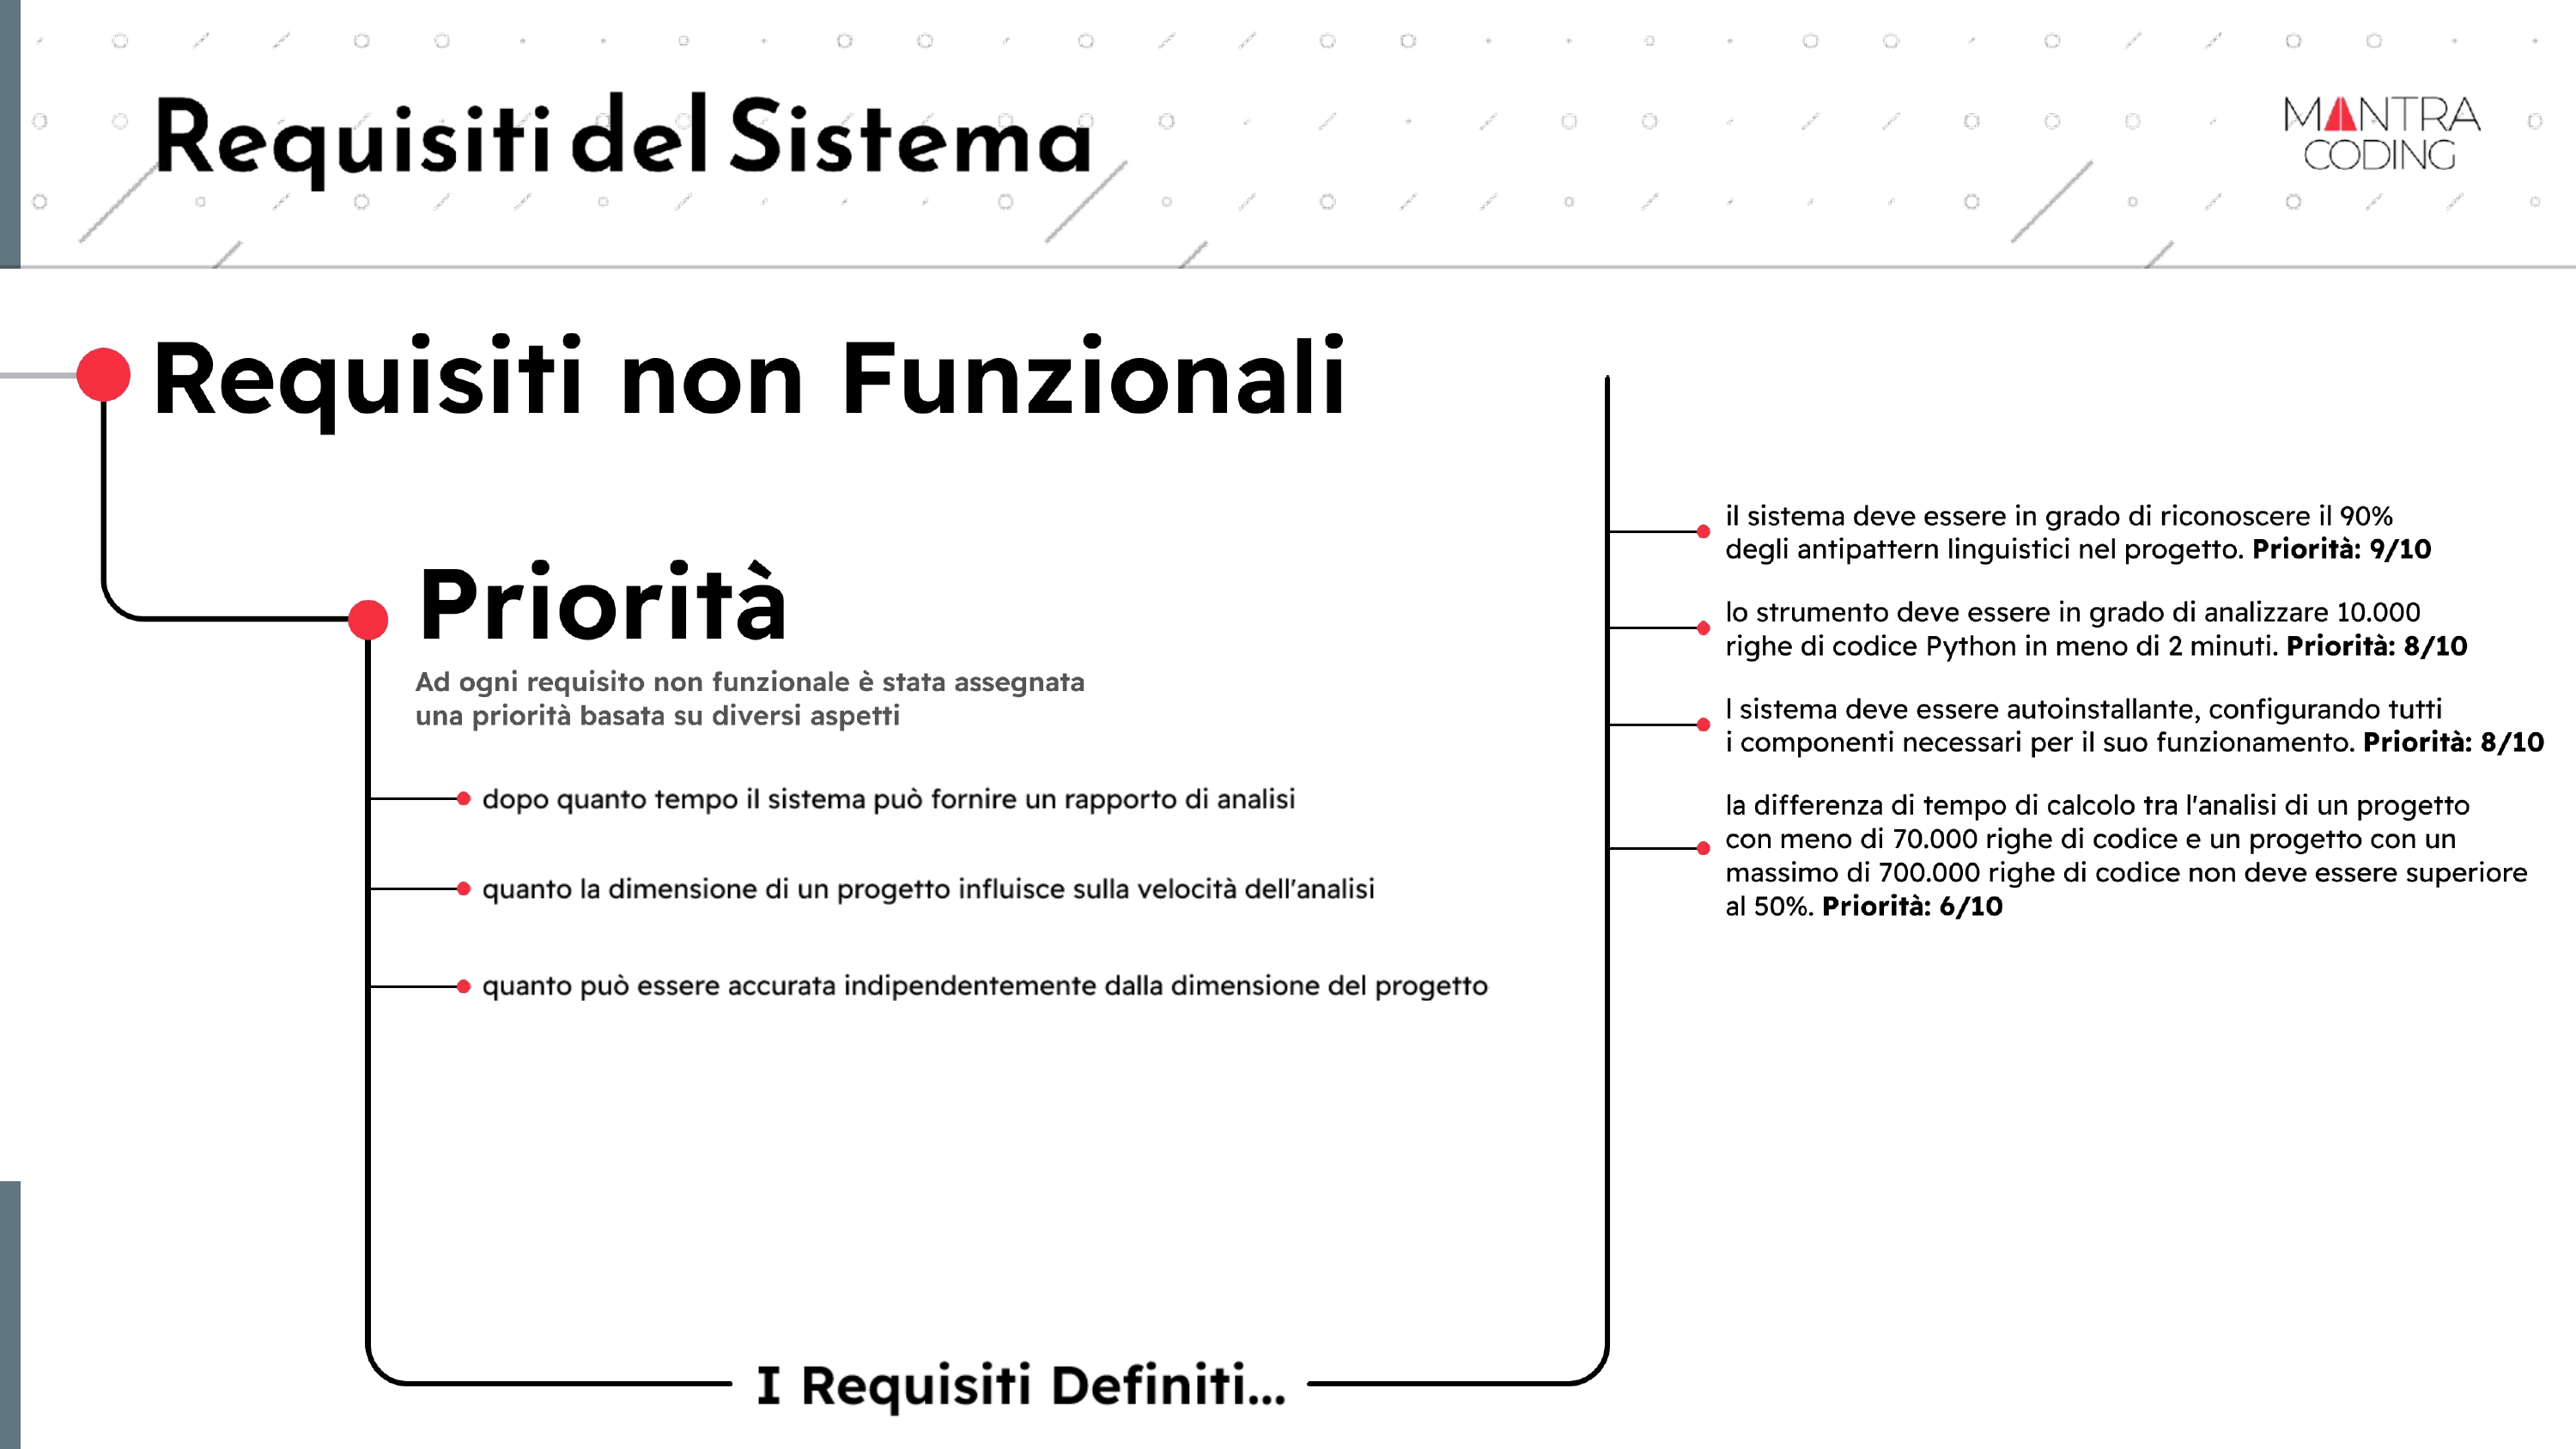 Requisiti del Sistema
MANTRA
CODING
Requisiti non Funzionali
Priorità
Ad ogni requisito non funzionale è stata assegnata
una priorità basata su diversi aspetti
dopo quanto tempo il sistema può fornire un rapporto di analisi
quanto la dimensione di un progetto influisce sulla velocità dell'analisi
quanto può essere accurata indipendentemente dalla dimensione del progetto
I Requisiti Definiti...
il sistema deve essere in grado di riconoscere il 90%
degli antipattern linguistici nel progetto. Priorità: 9/10
lo strumento deve essere in grado di analizzare 10.000
righe di codice Python in meno di 2 minuti. Priorità: 8/10
l sistema deve essere autoinstallante, configurando tutti
i componenti necessari per il suo funzionamento. Priorità: 8/10
la differenza di tempo di calcolo tra l'analisi di un progetto
con meno di 70.000 righe di codice e un progetto con un
massimo di 700.000 righe di codice non deve essere superiore
al 50%. Priorità: 6/10